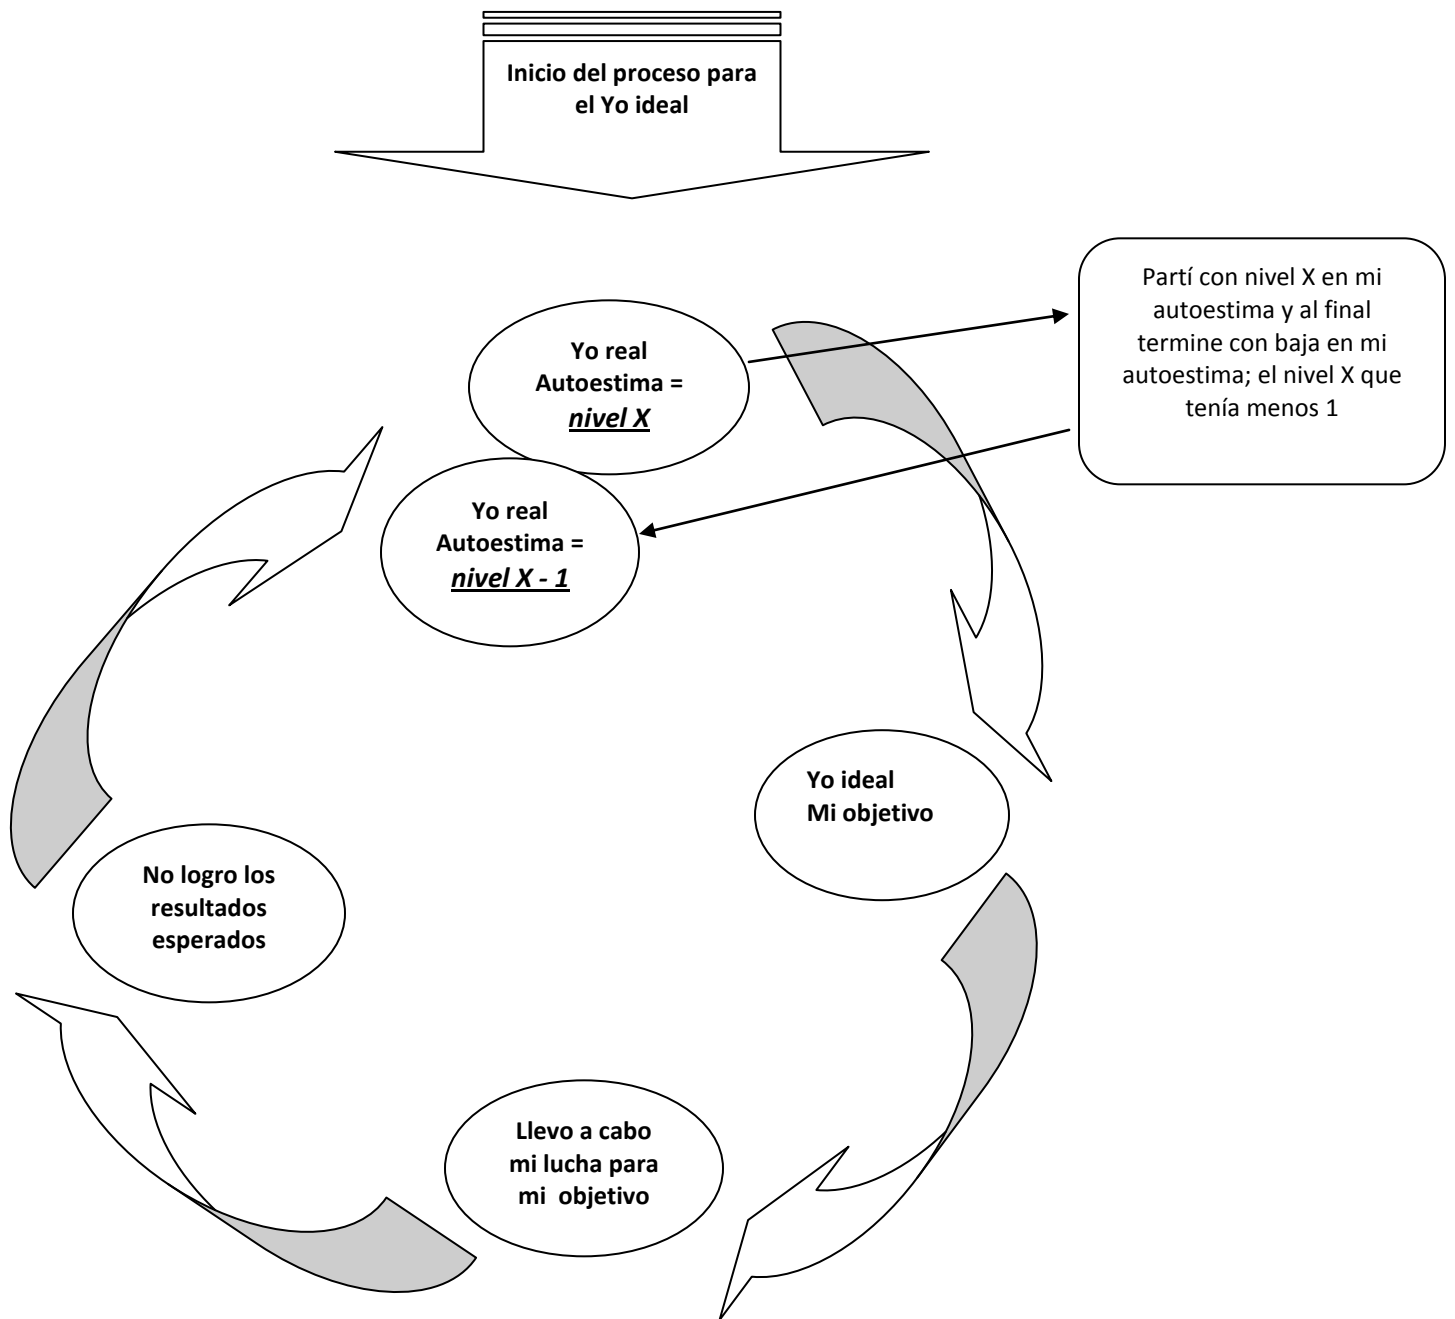 Inicio del proceso para
el Yo ideal
Partí con nivel X en mi
autoestima y al final
termine con baja en mi
autoestima; el nivel X que
tenía menos 1
Yo real
Autoestima =
nivel X
Yo real
Autoestima =
nivel X - 1
Yo ideal
Mi objetivo
No logro los
resultados
esperados
Llevo a cabo
mi lucha para
mi objetivo